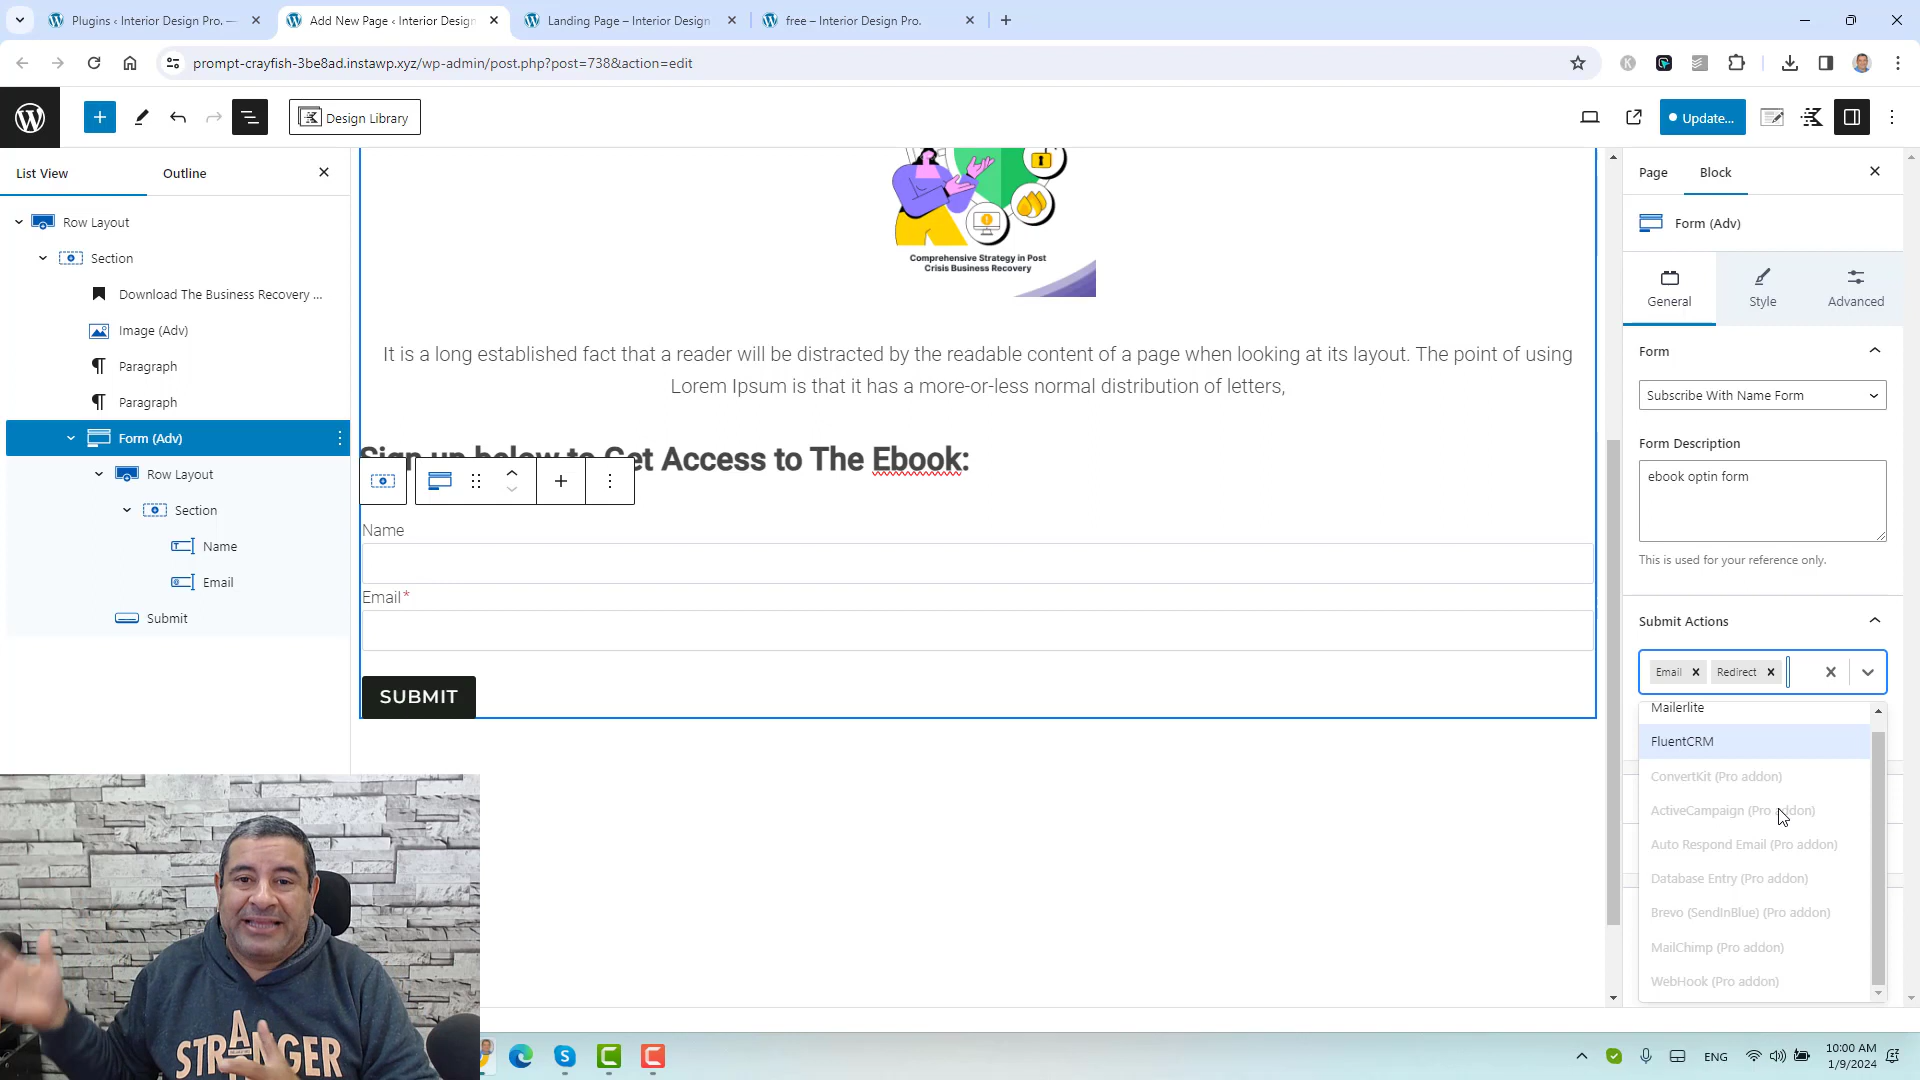 Plugins ‹ Interior Design Pro. —
Add New Page ‹ Interior Design
Landing Page – Interior Design
free – Interior Design Pro.
prompt-crayfish-3be8ad.instawp.xyz/wp-admin/post.php?post=738&action=edit
Design Library
Update...
List View
Outline
Row Layout
Section
Download The Business Recovery ...
Image (Adv)
Paragraph
Paragraph
Form (Adv)
Row Layout
Section
Name
Email
Submit
Comprehensive Strategy in Post
Crisis Business Recovery
It is a long established fact that a reader will be distracted by the readable content of a page when looking at its layout. The point of using
Lorem Ipsum is that it has a more-or-less normal distribution of letters,
Sign up below to Get Access to The Ebook:
Name
Email*
SUBMIT
Page
Block
Form (Adv)
General
Style
Advanced
Form
Subscribe With Name Form
Form Description
ebook optin form
This is used for your reference only.
Submit Actions
Email
Redirect
Mailerlite
FluentCRM
ConvertKit (Pro addon)
ActiveCampaign (Pro addon)
Auto Respond Email (Pro addon)
Database Entry (Pro addon)
Brevo (SendInBlue) (Pro addon)
MailChimp (Pro addon)
WebHook (Pro addon)
A
STRANGER
ENG
10:00 AM
1/9/2024